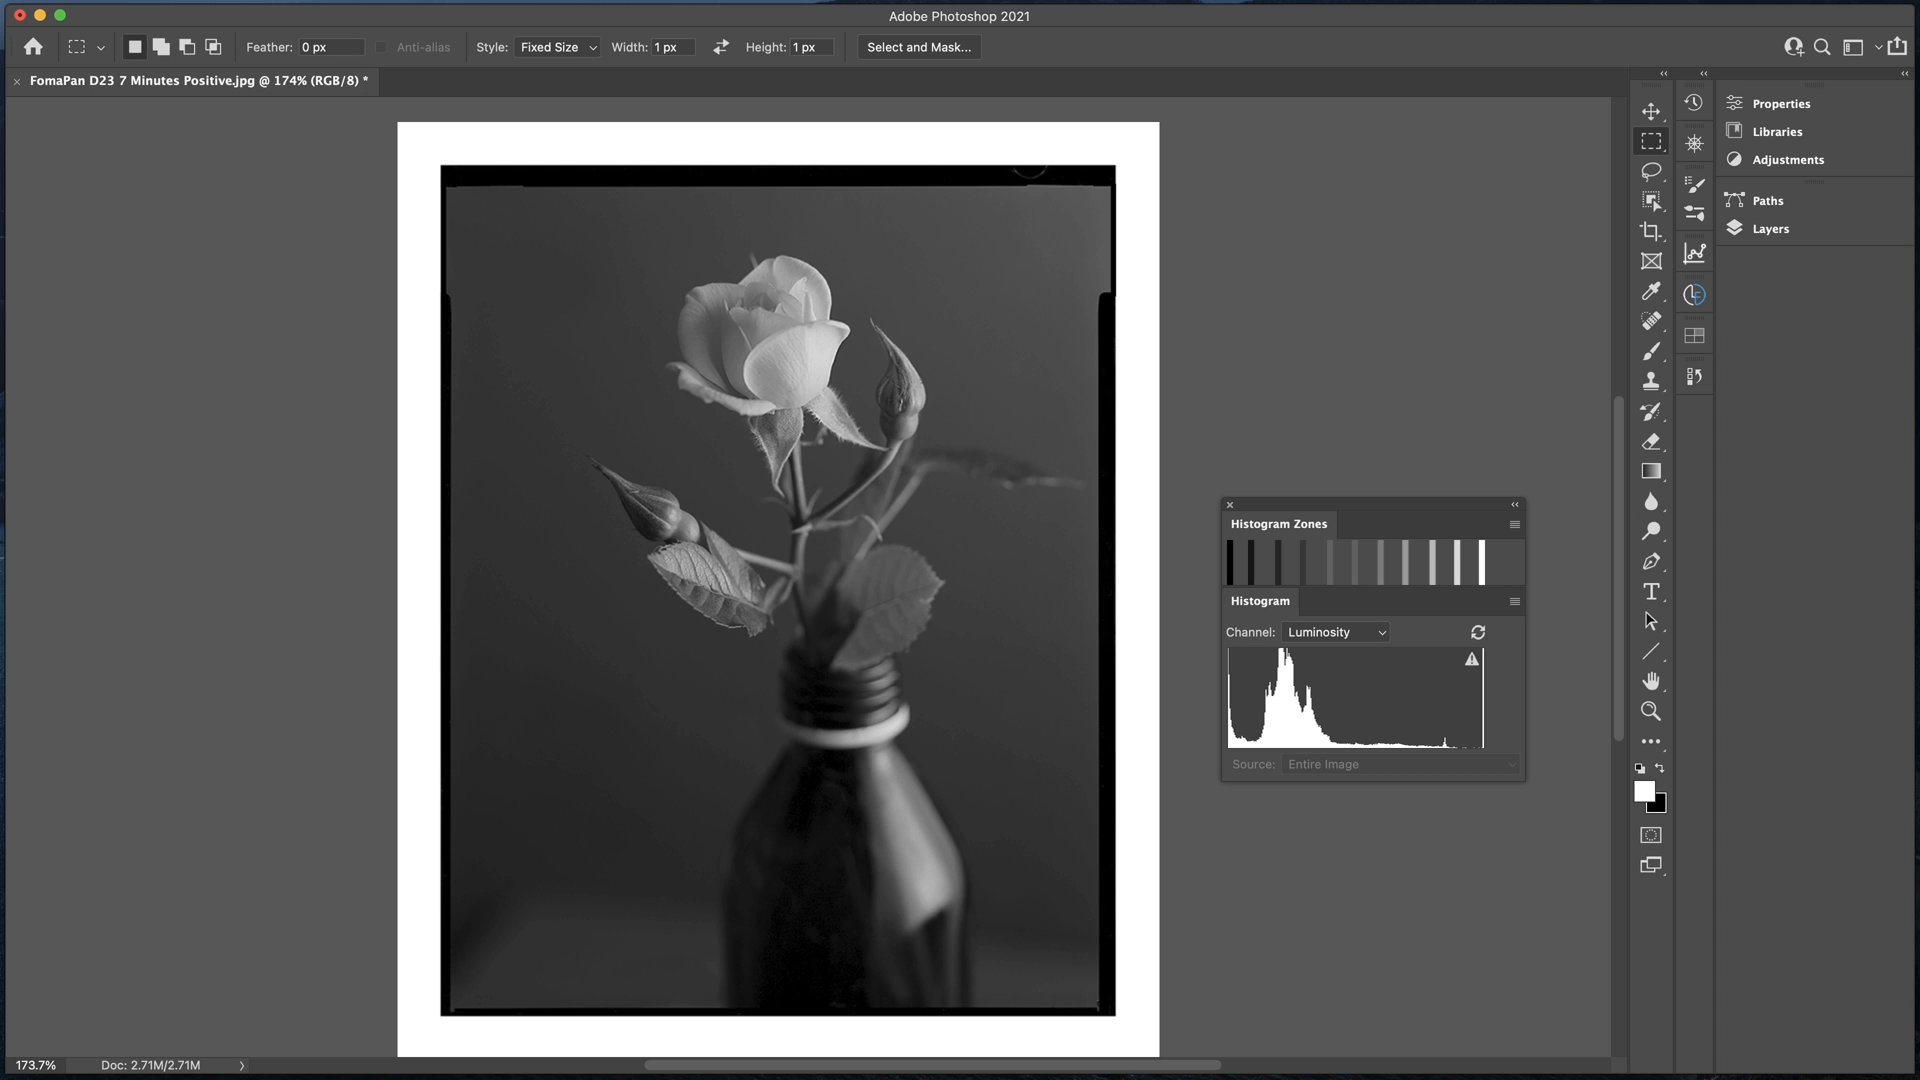 Adobe Photoshop 2021
Feather: 0 px Anti-alias Style: Fixed Size Width: 1 px Height: 1 px Select and Mask...
FomaPan D23 7 Minutes Positive.jpg @ 174% (RGB/8) *
Properties
Libraries
Adjustments
Paths
Layers
Histogram Zones
Histogram
Channel: Luminosity
Source: Entire Image
173.7% Doc: 2.71M/2.71M